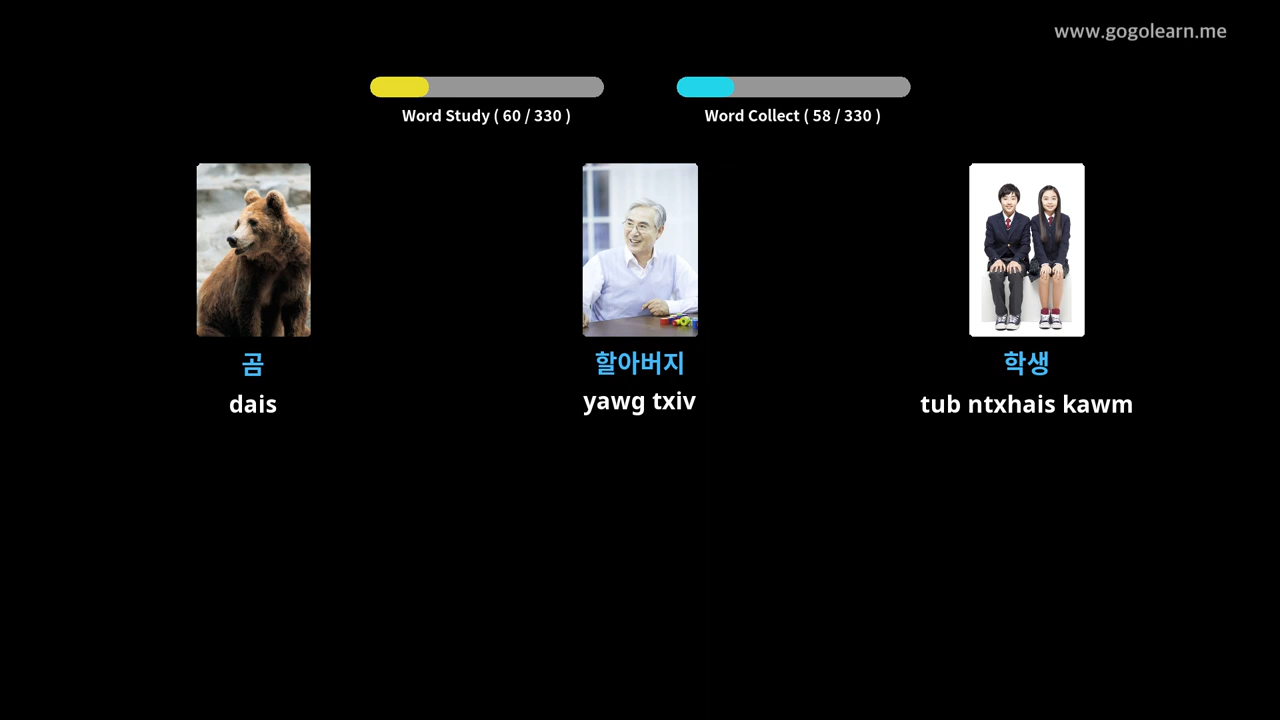 www.gogolearn.me
Word Study ( 60 / 330 )
Word Collect ( 58 / 330 )
곰
할아버지
학생
dais
yawg txiv
tub ntxhais kawm